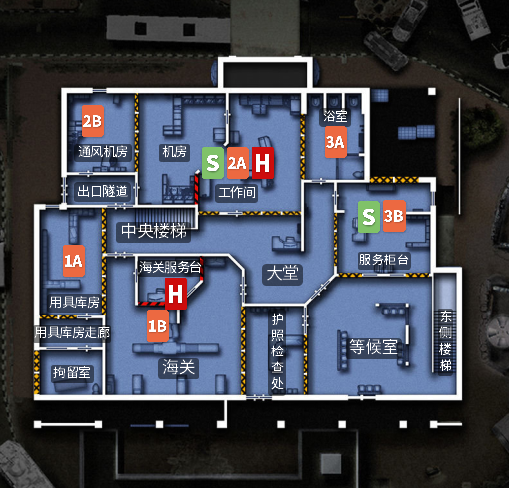 浴室
2B
3A
通风机房
机房
S
2A
H
出口隧道
工作间
S
3B
中央楼梯
1A
海关服务台
大堂
服务柜台
H
用具库房
护照检查处
东侧楼梯
用具库房走廊
1B
等候室
海关
拘留室